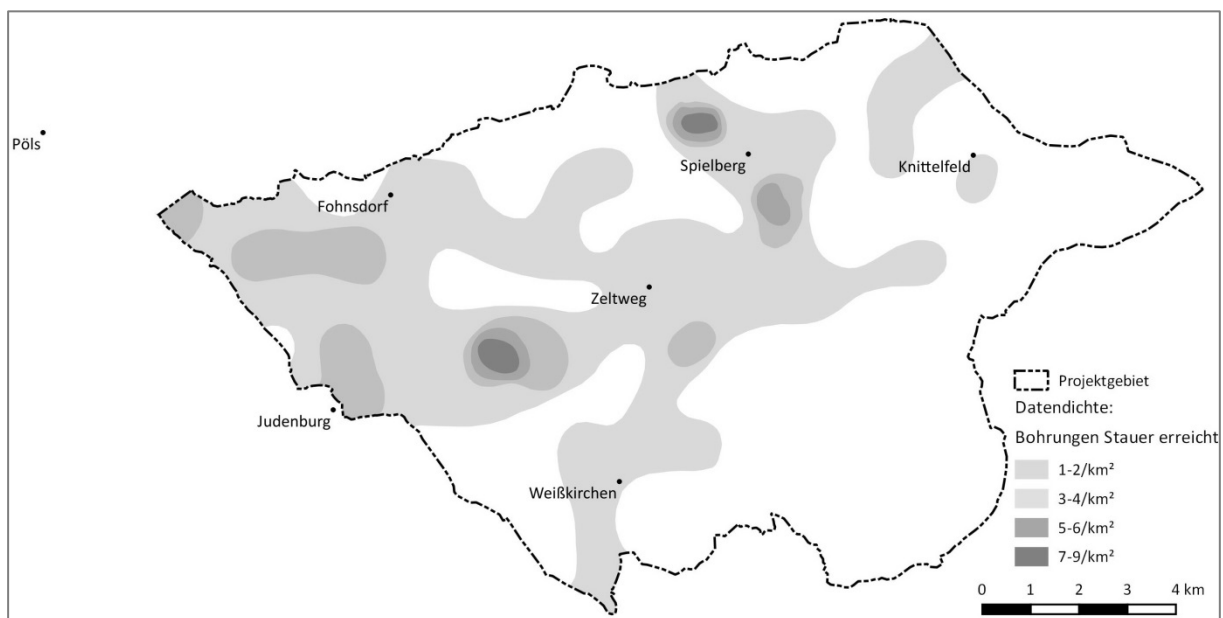 Pöls
Spielberg
Knittelfeld
Fohnsdorf
Zeltweg
Judenburg
Weißkirchen
Projektgebiet
Datendichte:
Bohrungen Stauer erreicht
1-2/km²
3-4/km²
5-6/km²
7-9/km²
0 1 2 3 4 km